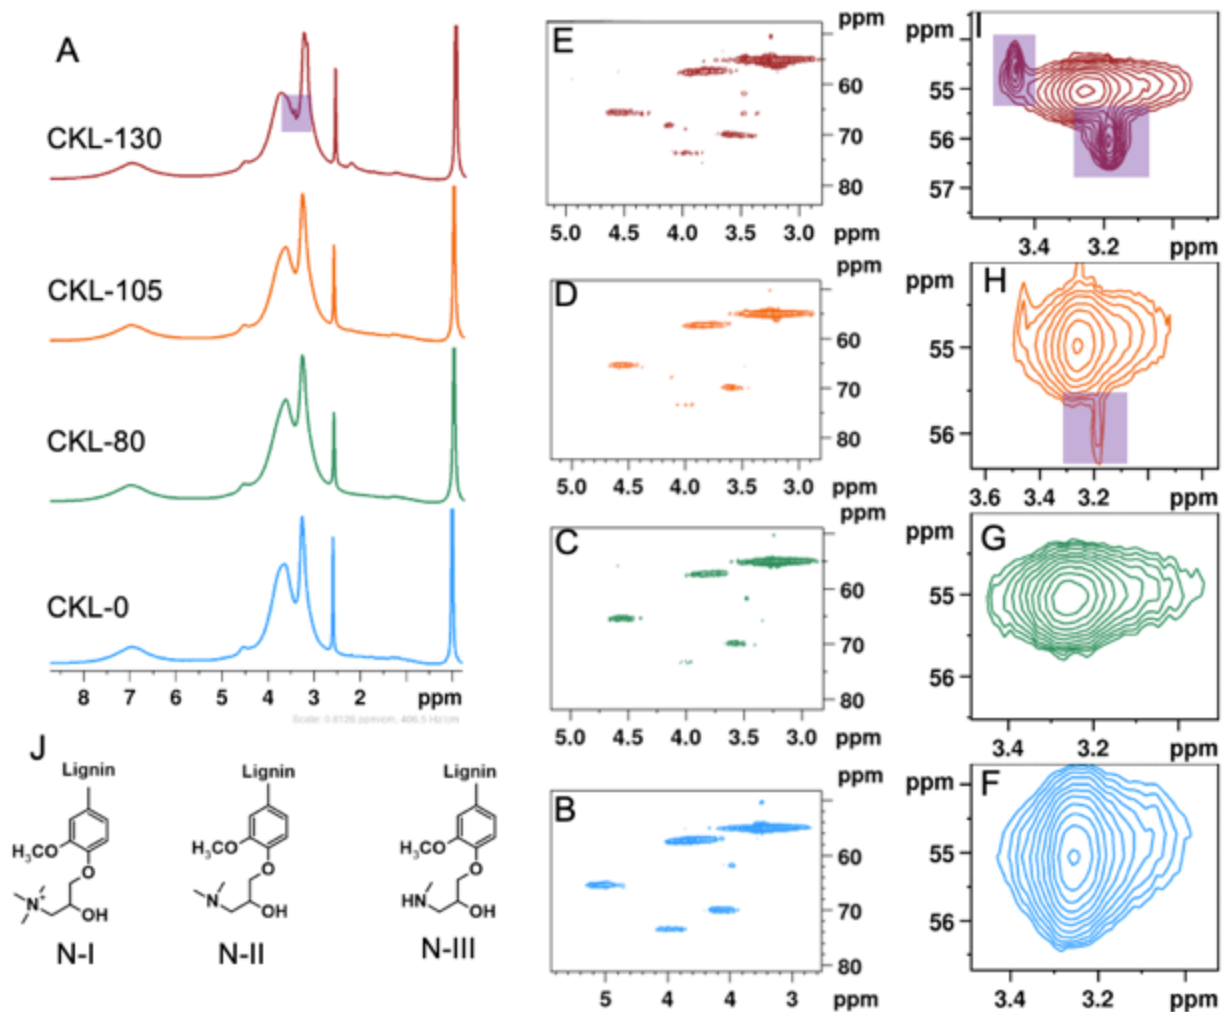 A
CKL-130
CKL-105
CKL-80
CKL-0
8 7 6 5 4 3 2 ppm
E
ppm
60
70
80
5.0 4.5 4.0 3.5 3.0 ppm
D
ppm
60
70
80
5.0 4.5 4.0 3.5 3.0 ppm
C
ppm
60
70
80
5.0 4.5 4.0 3.5 3.0 ppm
B
ppm
60
70
80
5 4 4 3 ppm
I
ppm
55
56
57
3.4 3.2 ppm
H
ppm
55
56
3.6 3.4 3.2 ppm
G
ppm
55
56
3.4 3.2 ppm
F
ppm
55
56
3.4 3.2 ppm
J
Lignin
H₃CO
O
N⁺
OH
N-I
Lignin
H₃CO
O
N
OH
N-II
Lignin
H₃CO
O
HN
OH
N-III